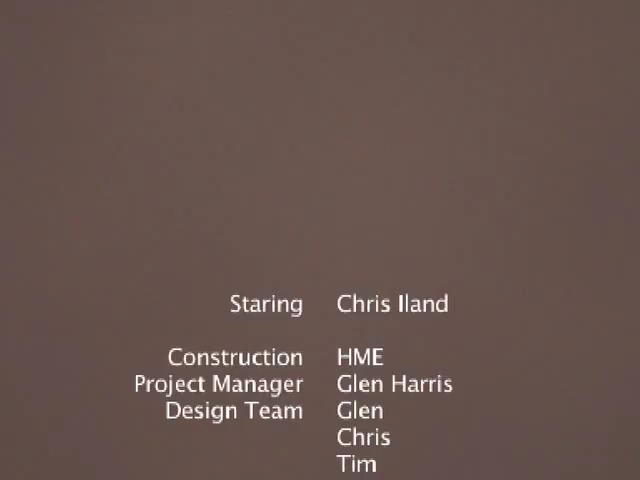 Staring Chris Iland
Construction HME
Project Manager Glen Harris
Design Team Glen
Chris
Tim